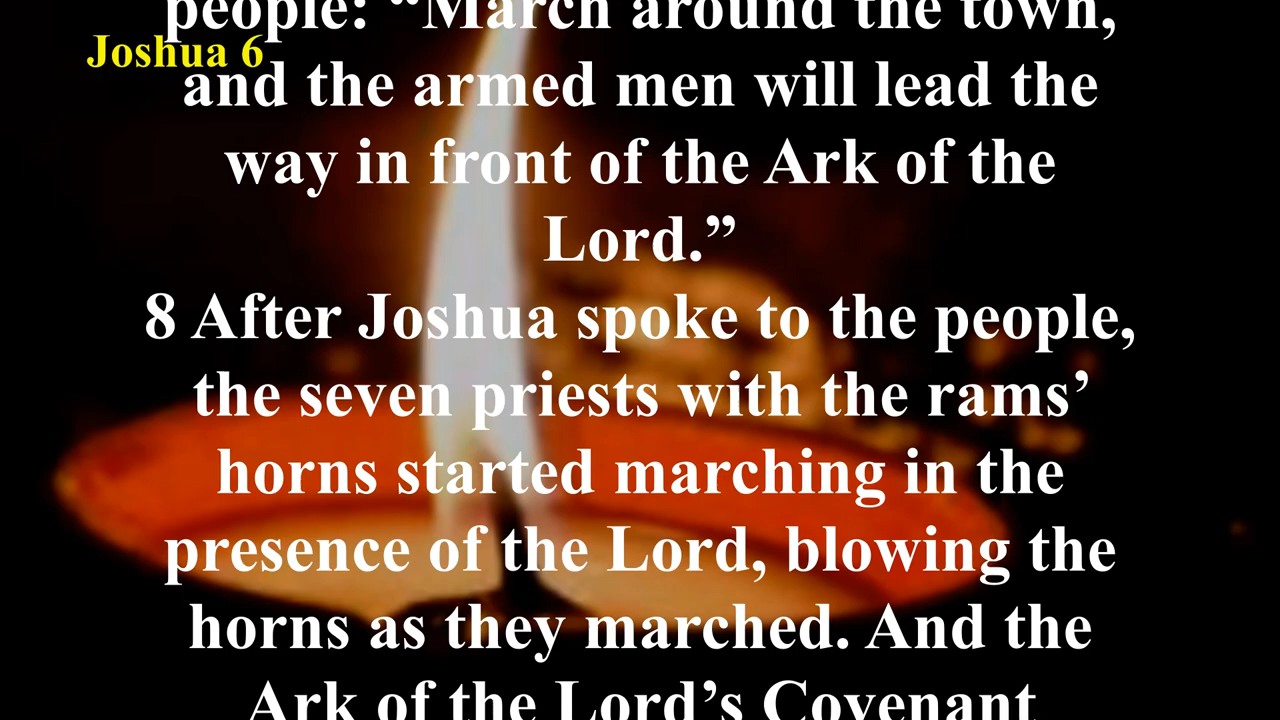 people: “March around the town,
Joshua 6
and the armed men will lead the
way in front of the Ark of the
Lord.”
8 After Joshua spoke to the people,
the seven priests with the rams’
horns started marching in the
presence of the Lord, blowing the
horns as they marched. And the
Ark of the Lord’s Covenant